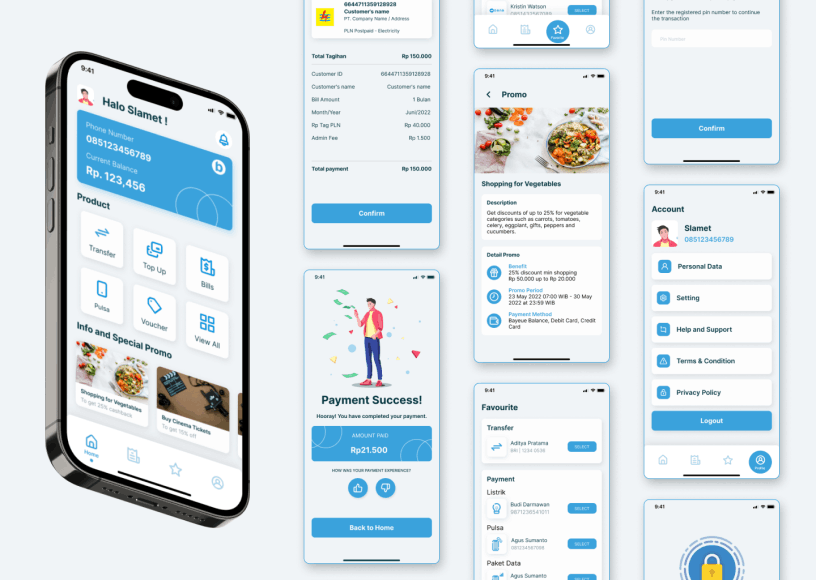 9:41
Halo Slamet !
Phone Number
085123456789
Current Balance
Rp. 123,456
Product
Transfer
Top Up
Bills
Pulsa
Voucher
View All
Info and Special Promo
Shopping for Vegetables
To get 25% cashback
Buy Cinema Tickets
To get 15% off
Home
6644711359128928
Customer's name
PT. Company Name / Address
PLN Postpaid - Electricity
Total Tagihan Rp 150.000
Customer ID 6644711359128928
Customer's name Customer's name
Bill Amount 1 Bulan
Month/Year Juni/2022
Rp Tag PLN Rp 40.000
Admin Fee Rp 1.500
Total payment Rp 150.000
Confirm
9:41
Payment Success!
Hooray! You have completed your payment.
AMOUNT PAID
Rp21.500
HOW WAS YOUR PAYMENT EXPERIENCE?
Back to Home
Kristin Watson
SELECT
Favorite
9:41
Promo
Shopping for Vegetables
Description
Get discounts of up to 25% for vegetable
categories such as carrots, tomatoes,
celery, eggplant, gifts, peppers and
cucumbers.
Detail Promo
Benefit
25% discount min shopping
Rp 50.000 up to Rp 20.000
Promo Period
23 May 2022 07:00 WIB - 30 May
2022 at 23:59 WIB
Payment Method
Bayeue Balance, Debit Card, Credit
Card
9:41
Favourite
Transfer
Aditya Pratama
BRI | 1234 0536
SELECT
Payment
Listrik
Budi Darmawan
9871236541011
SELECT
Pulsa
Agus Sumanto
081234567098
SELECT
Paket Data
Agus Sumanto
SELECT
Enter the registered pin number to continue
the transaction
Pin Number
Confirm
9:41
Account
Slamet
085123456789
Personal Data
Setting
Help and Support
Terms & Condition
Privacy Policy
Logout
Profile
9:41